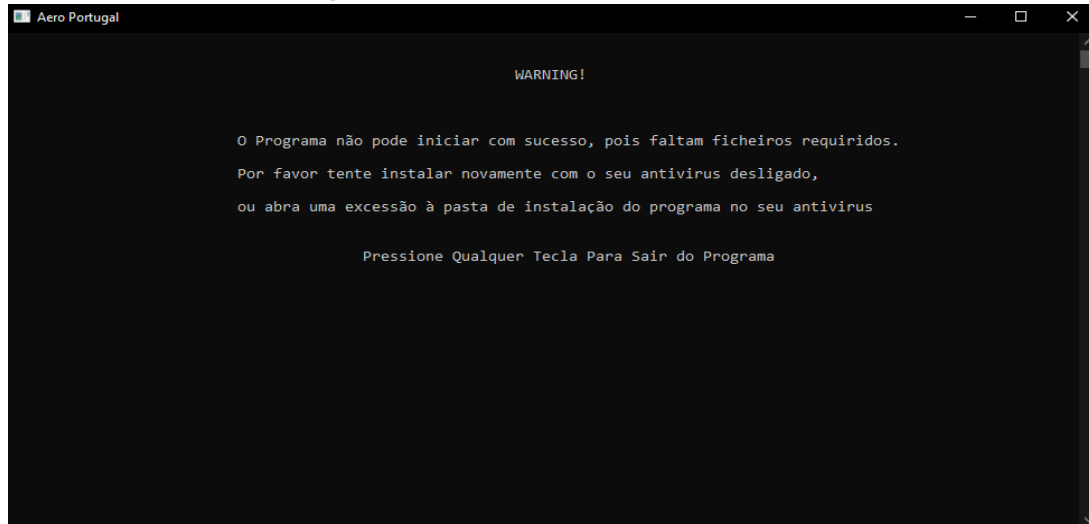 Aero Portugal
WARNING!
O Programa não pode iniciar com sucesso, pois faltam ficheiros requiridos.
Por favor tente instalar novamente com o seu antivirus desligado,
ou abra uma excessão à pasta de instalação do programa no seu antivirus
Pressione Qualquer Tecla Para Sair do Programa